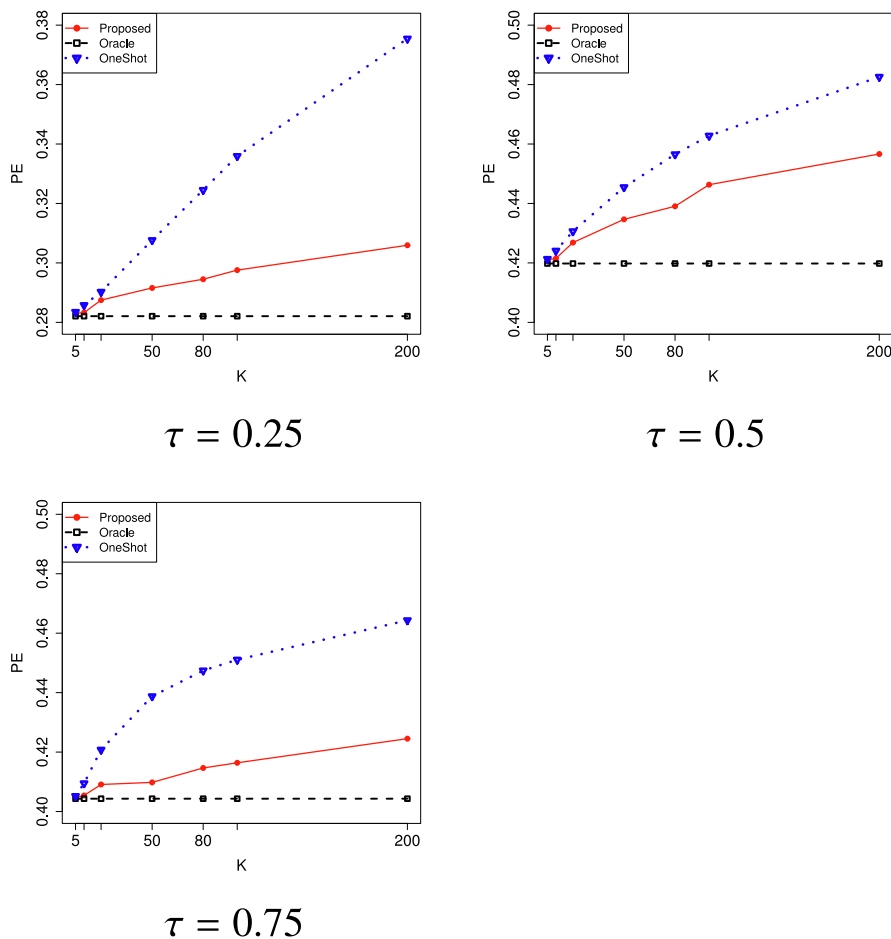 Proposed
Oracle
OneShot
PE
0.38
0.36
0.34
0.32
0.30
0.28
5
50
80
200
K
τ = 0.25
Proposed
Oracle
OneShot
PE
0.50
0.48
0.46
0.44
0.42
0.40
5
50
80
200
K
τ = 0.5
Proposed
Oracle
OneShot
PE
0.50
0.48
0.46
0.44
0.42
0.40
5
50
80
200
K
τ = 0.75